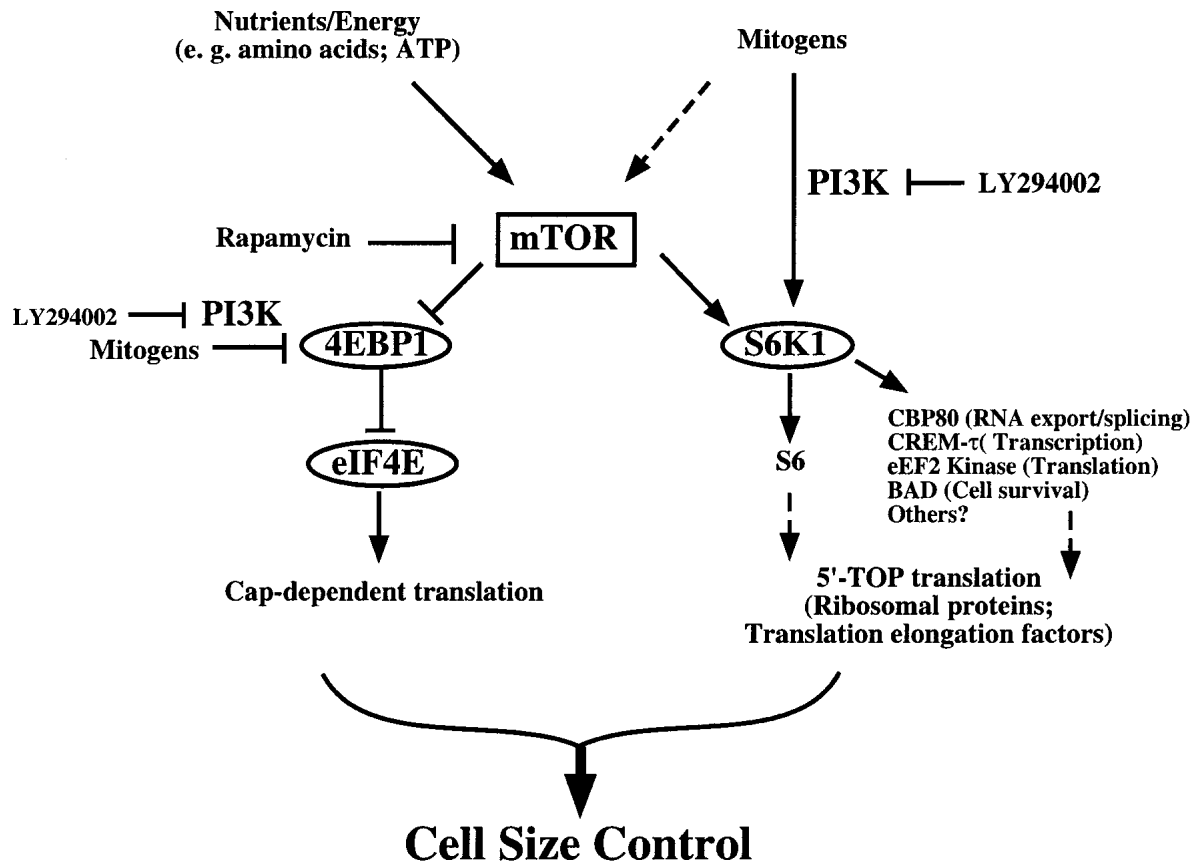 Nutrients/Energy
(e. g. amino acids; ATP)
Mitogens
PI3K
LY294002
Rapamycin
mTOR
LY294002
PI3K
Mitogens
4EBP1
S6K1
CBP80 (RNA export/splicing)
CREM-τ( Transcription)
eEF2 Kinase (Translation)
BAD (Cell survival)
Others?
eIF4E
S6
Cap-dependent translation
5'-TOP translation
(Ribosomal proteins;
Translation elongation factors)
Cell Size Control